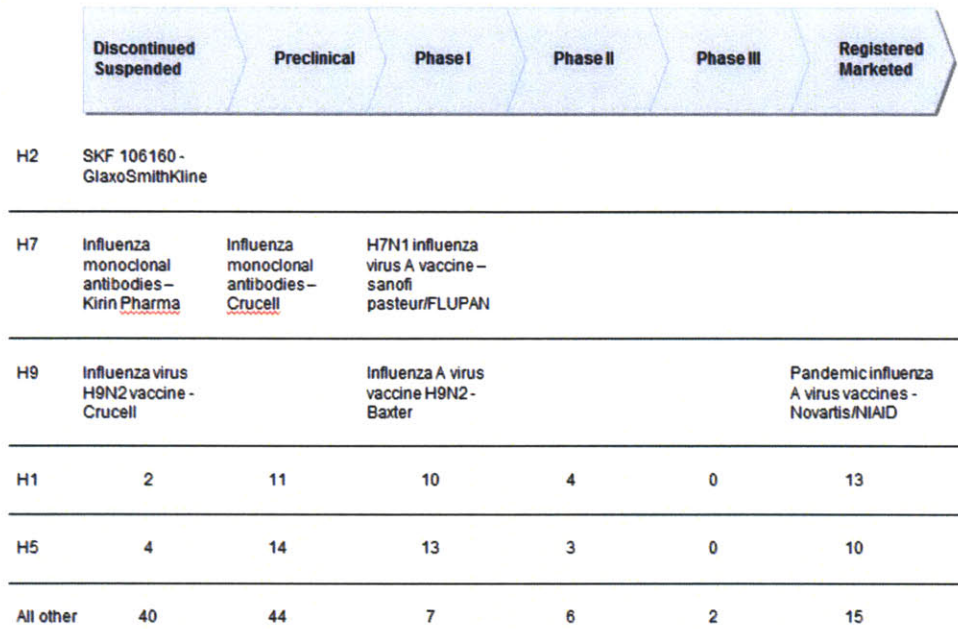 Discontinued
Suspended
Preclinical
Phase I
Phase II
Phase III
Registered
Marketed
H2
SKF 106160 -
GlaxoSmithKline
H7
Influenza
monoclonal
antibodies –
Kirin Pharma
Influenza
monoclonal
antibodies –
Crucell
H7N1 influenza
virus A vaccine –
sanofi
pasteur/FLUPAN
H9
Influenza virus
H9N2 vaccine -
Crucell
Influenza A virus
vaccine H9N2 -
Baxter
Pandemic influenza
A virus vaccines -
Novartis/NIAID
H1 2 11 10 4 0 13
H5 4 14 13 3 0 10
All other 40 44 7 6 2 15